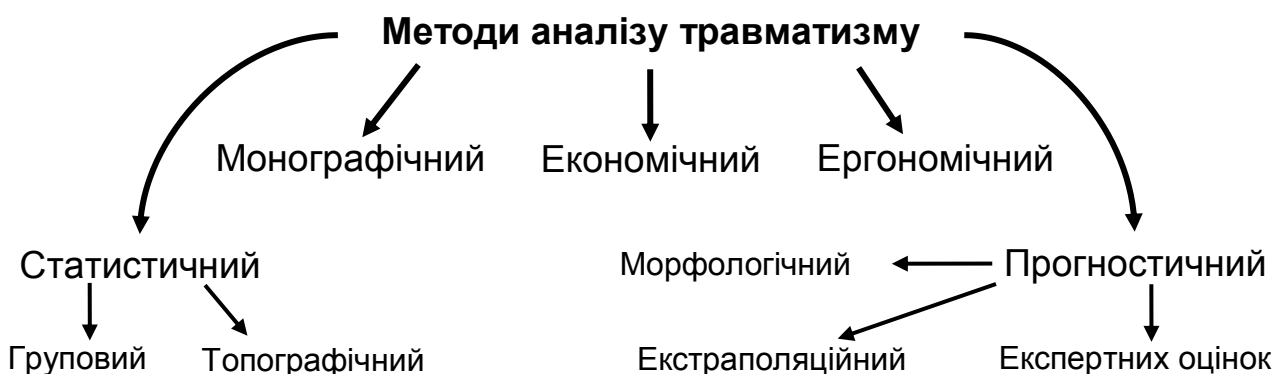 Методи аналізу травматизму
Монографічний Економічний Ергономічний
Статистичний Морфологічний Прогностичний
Груповий Топографічний Екстраполяційний Експертних оцінок